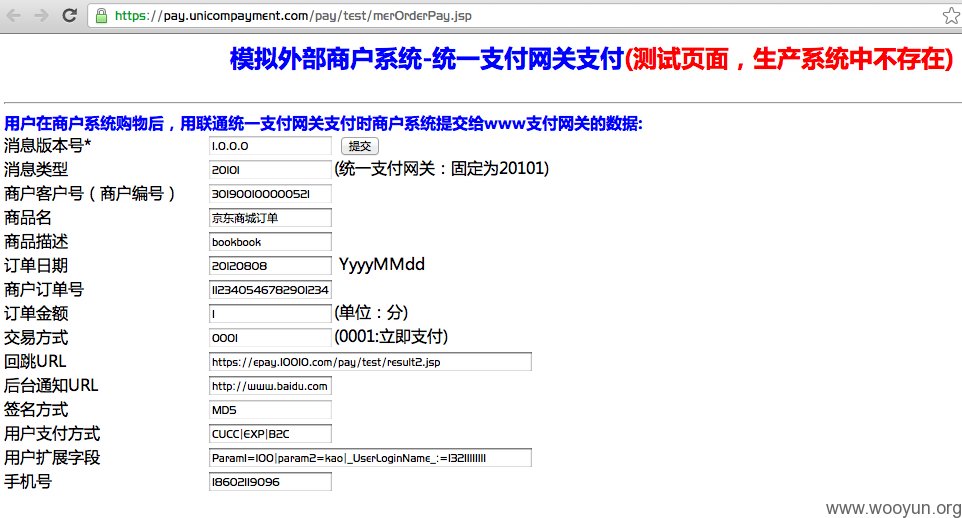 https://pay.unicompayment.com/pay/test/merOrderPay.jsp
模拟外部商户系统-统一支付网关支付(测试页面，生产系统中不存在)
用户在商户系统购物后，用联通统一支付网关支付时商户系统提交给www支付网关的数据:
消息版本号* 1.0.0.0 提交
消息类型 20101 (统一支付网关：固定为20101)
商户客户号（商户编号） 301900100000521
商品名 京东商城订单
商品描述 bookbook
订单日期 20120808 YyyyMMdd
商户订单号 112340546782901234
订单金额 1 (单位：分)
交易方式 0001 (0001:立即支付)
回跳URL https://epay.10010.com/pay/test/result2.jsp
后台通知URL http://www.baidu.com
签名方式 MD5
用户支付方式 CUCC|EXP|B2C
用户扩展字段 Param1=100|param2=kao|_UserLoginName_:=13211111111
手机号 18602119096
www.wooyun.org